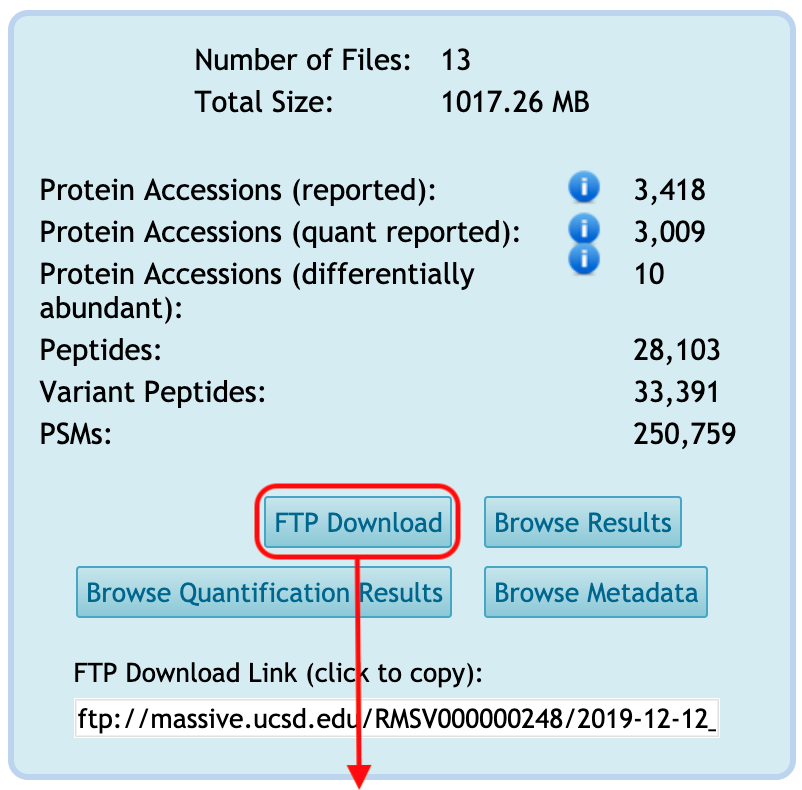 Number of Files: 13
Total Size: 1017.26 MB
Protein Accessions (reported): i 3,418
Protein Accessions (quant reported): i 3,009
Protein Accessions (differentially i 10
abundant):
Peptides: 28,103
Variant Peptides: 33,391
PSMs: 250,759
FTP Download Browse Results
Browse Quantification Results Browse Metadata
FTP Download Link (click to copy):
ftp://massive.ucsd.edu/RMSV000000248/2019-12-12_